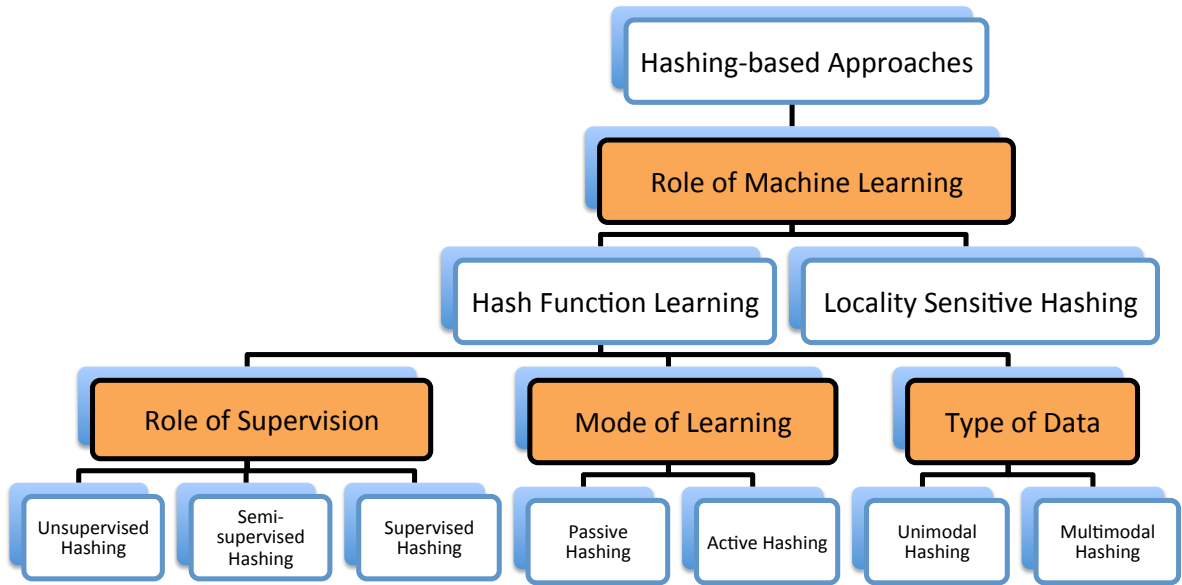 Hashing-based Approaches
Role of Machine Learning
Hash Function Learning
Locality Sensitive Hashing
Role of Supervision
Mode of Learning
Type of Data
Unsupervised
Hashing
Semi-
supervised
Hashing
Supervised
Hashing
Passive
Hashing
Active Hashing
Unimodal
Hashing
Multimodal
Hashing